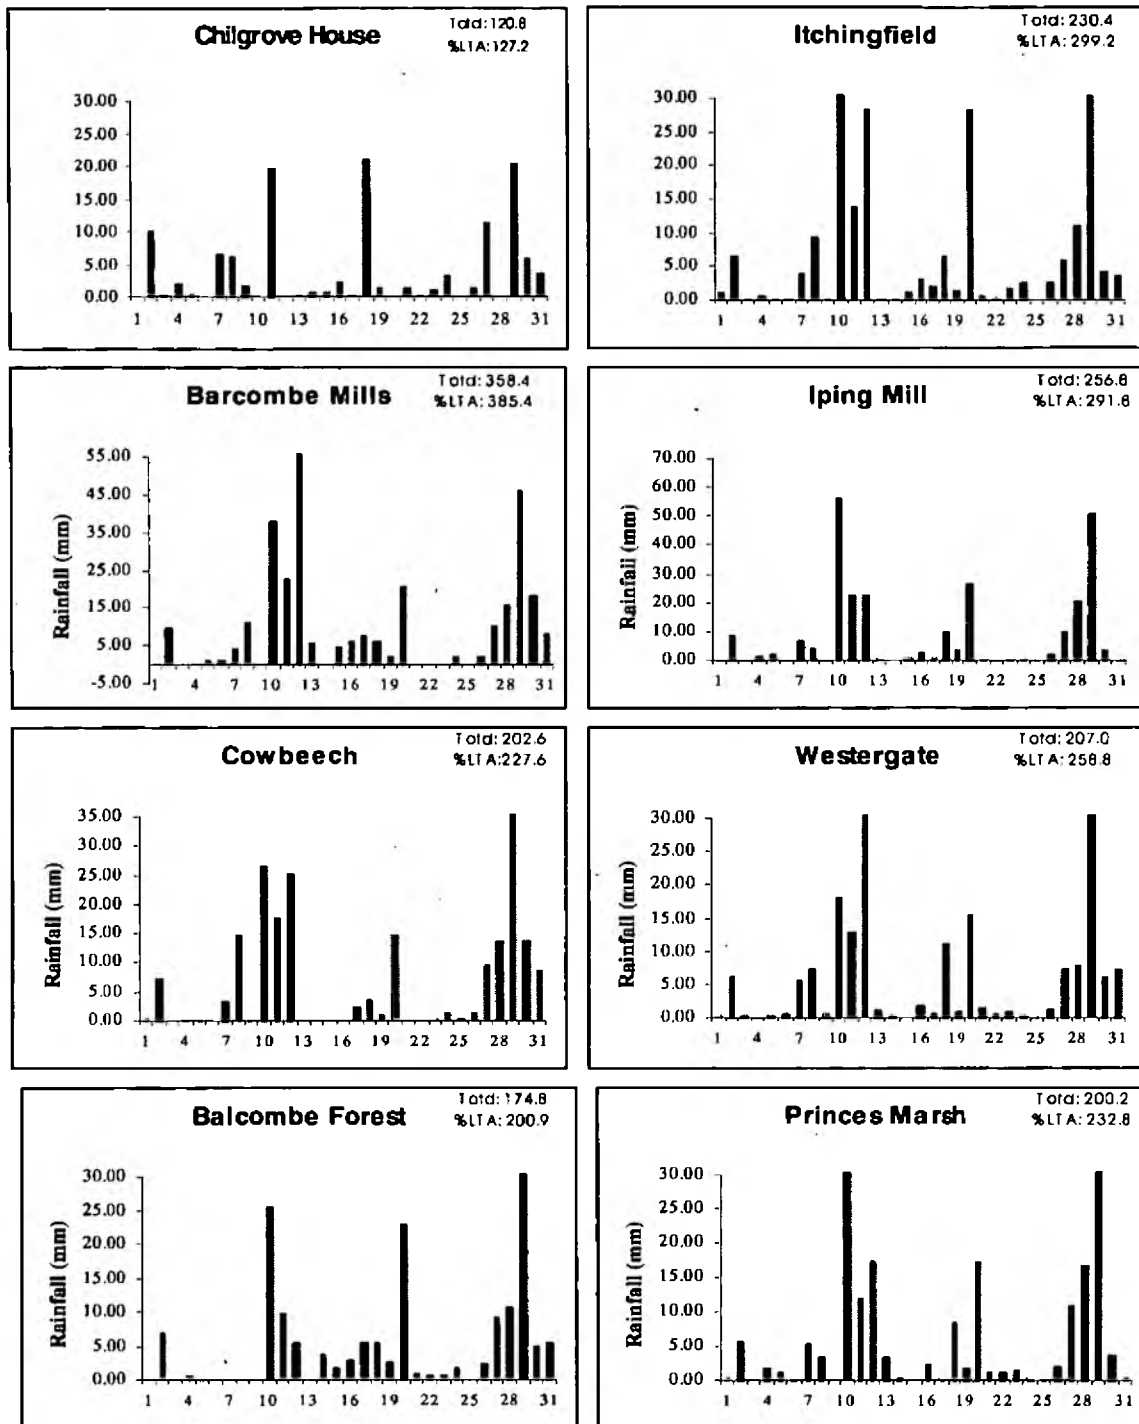 Chilgrove House
Total: 120.8
%LTA: 127.2
30.00
25.00
20.00
15.00
10.00
5.00
0.00
1 4 7 10 13 16 19 22 25 28 31
Itchingfield
Total: 230.4
%LTA: 299.2
30.00
25.00
20.00
15.00
10.00
5.00
0.00
1 4 7 10 13 16 19 22 25 28 31
Barcombe Mills
Total: 358.4
%LTA: 385.4
Rainfall (mm)
55.00
45.00
35.00
25.00
15.00
5.00
-5.00
1 7 10 13 16 19 22 25 28 31
Iping Mill
Total: 256.8
%LTA: 291.8
Rainfall (mm)
70.00
60.00
50.00
40.00
30.00
20.00
10.00
0.00
1 4 7 10 13 16 19 22 25 28 31
Cowbeech
Total: 202.6
%LTA: 227.6
Rainfall (mm)
35.00
30.00
25.00
20.00
15.00
10.00
5.00
0.00
1 4 7 10 13 16 19 22 25 28 31
Westergate
Total: 207.0
%LTA: 258.8
Rainfall (mm)
30.00
25.00
20.00
15.00
10.00
5.00
0.00
1 4 7 10 13 16 19 22 25 28 31
Balcombe Forest
Total: 174.8
%LTA: 200.9
Rainfall (mm)
30.00
25.00
20.00
15.00
10.00
5.00
0.00
1 4 7 10 13 16 19 22 25 28 31
Princes Marsh
Total: 200.2
%LTA: 232.8
Rainfall (mm)
30.00
25.00
20.00
15.00
10.00
5.00
0.00
1 4 7 10 13 16 19 22 25 28 31